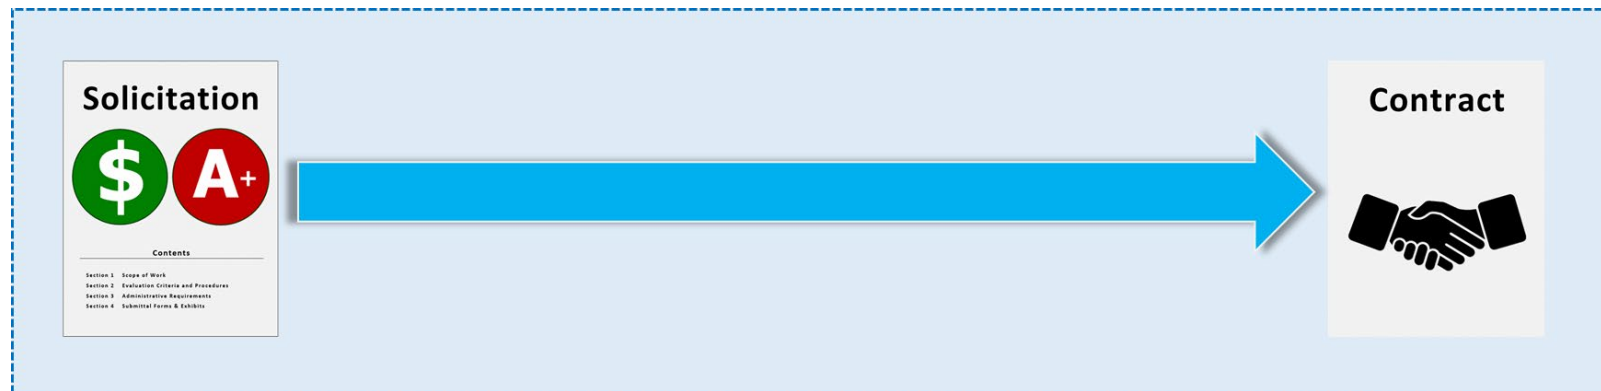 Solicitation
$ A+
Contents
Section 1 Scope of Work
Section 2 Evaluation Criteria and Procedures
Section 3 Administrative Requirements
Section 4 Submittal Forms & Exhibits
Contract